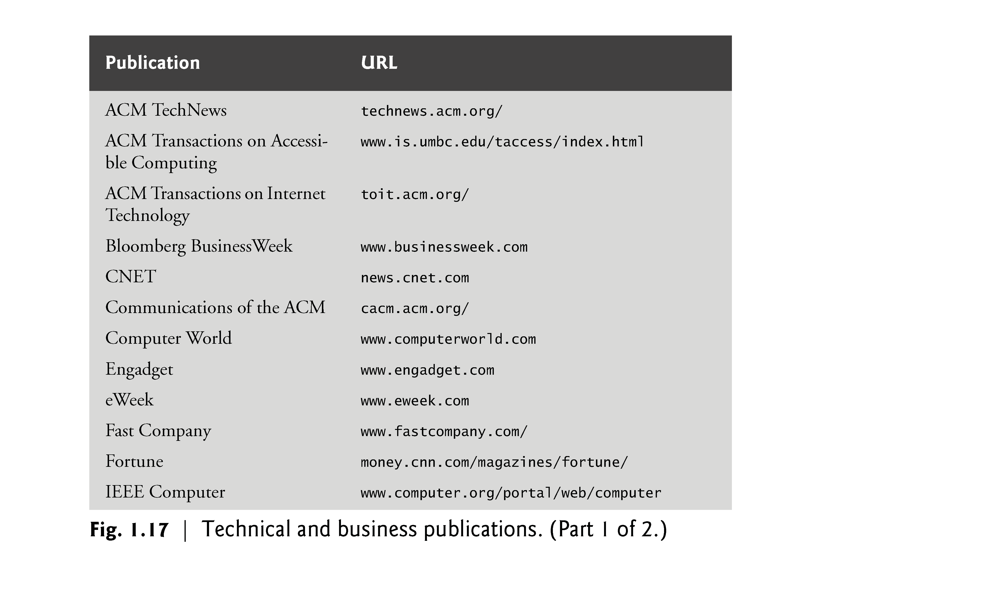 Publication URL
ACM TechNews technews.acm.org/
ACM Transactions on Accessi- www.is.umbc.edu/taccess/index.html
ble Computing
ACM Transactions on Internet toit.acm.org/
Technology
Bloomberg BusinessWeek www.businessweek.com
CNET news.cnet.com
Communications of the ACM cacm.acm.org/
Computer World www.computerworld.com
Engadget www.engadget.com
eWeek www.eweek.com
Fast Company www.fastcompany.com/
Fortune money.cnn.com/magazines/fortune/
IEEE Computer www.computer.org/portal/web/computer
Fig. 1.17 | Technical and business publications. (Part 1 of 2.)